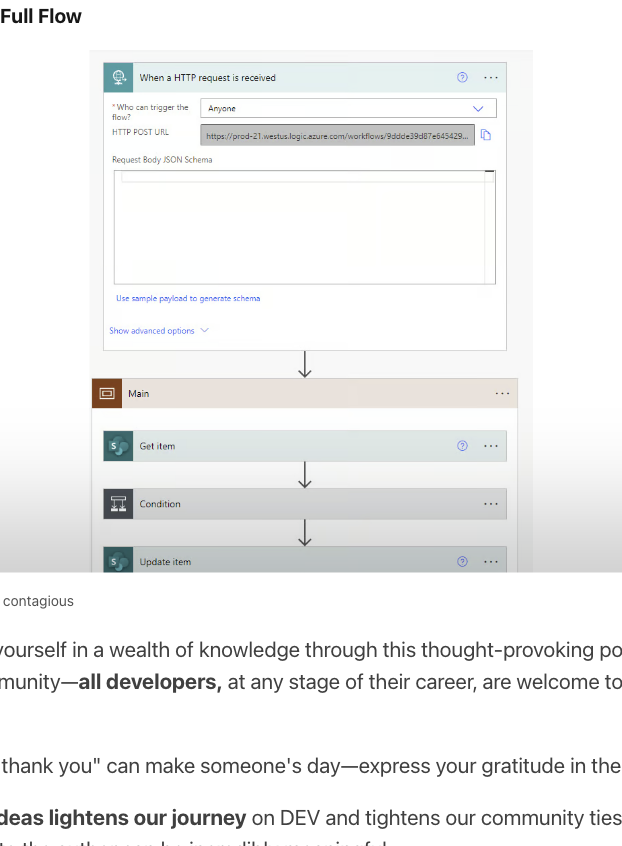 Full Flow
When a HTTP request is received
* Who can trigger the flow?
Anyone
HTTP POST URL
https://prod-21.westus.logic.azure.com/workflows/9ddde39d87e645429...
Request Body JSON Schema
Use sample payload to generate schema
Show advanced options
Main
Get item
Condition
Update item
contagious
yourself in a wealth of knowledge through this thought-provoking po
munity—all developers, at any stage of their career, are welcome to
thank you" can make someone's day—express your gratitude in the
deas lightens our journey on DEV and tightens our community ties